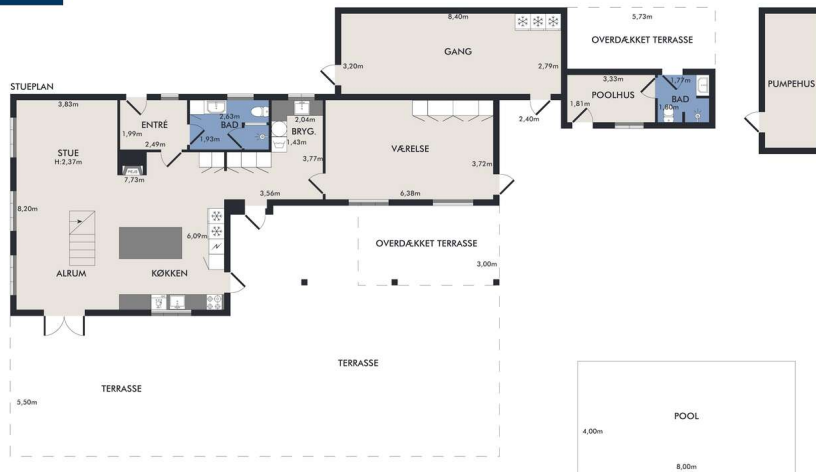 8,40m
5,73m
OVERDÆKKET TERRASSE
GANG
3,20m
2,79m
3,33m
1,77m
PUMPEHUS
STUEPLAN
POOLHUS
BAD
3,83m
2,63m
2,04m
1,81m
1,80m
ENTRÉ
BAD
BRYG.
2,40m
1,99m
1,93m
1,43m
2,49m
VÆRELSE
STUE
H:2,37m
3,77m
3,72m
7,73m
3,56m
6,38m
8,20m
6,09m
OVERDÆKKET TERRASSE
3,00m
ALRUM
KØKKEN
TERRASSE
TERRASSE
5,50m
POOL
4,00m
8,00m